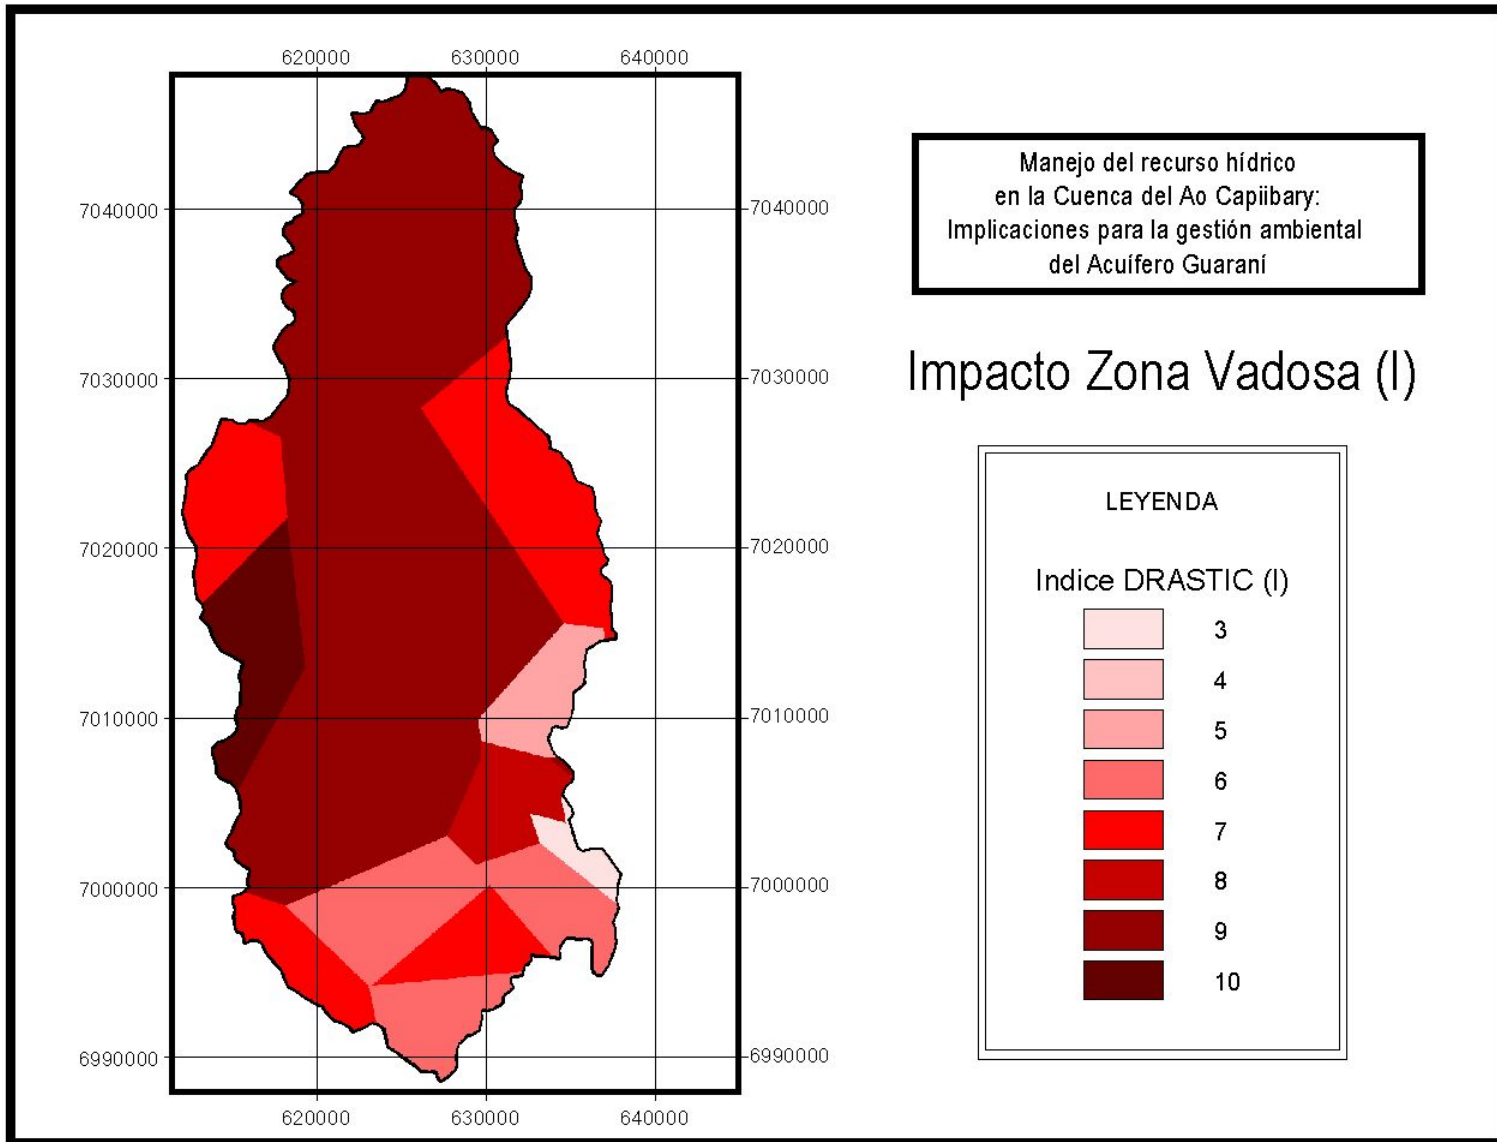 620000 630000 640000
7040000 7040000
7030000 7030000
7020000 7020000
7010000 7010000
7000000 7000000
6990000 6990000
620000 630000 640000
Manejo del recurso hídrico
en la Cuenca del Ao Capiibary:
Implicaciones para la gestión ambiental
del Acuífero Guaraní
Impacto Zona Vadosa (I)
LEYENDA
Indice DRASTIC (I)
3
4
5
6
7
8
9
10